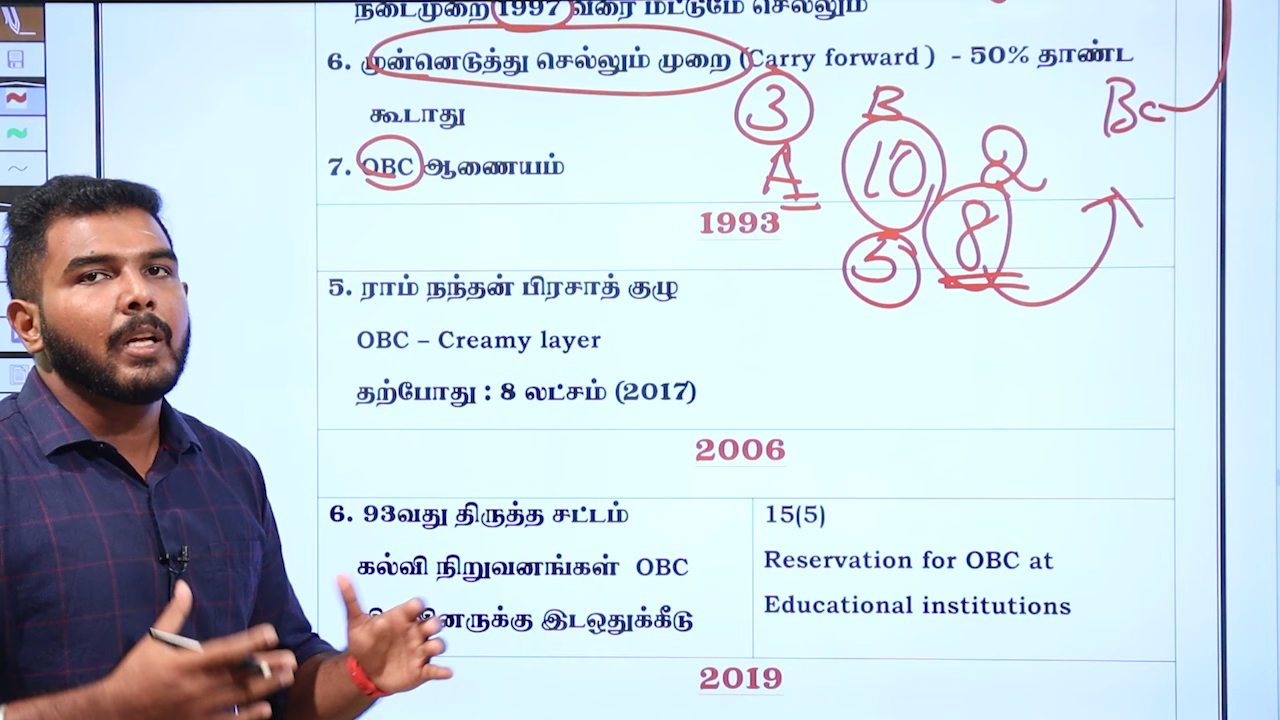 நடைமுறை 1997 வரை மட்டுமே செல்லும்
6. முன்னெடுத்து செல்லும் முறை (Carry forward) - 50% தாண்ட
கூடாது
3 B Bc
A 10 2
7. OBC ஆணையம்
8
5
1993
5. ராம் நந்தன் பிரசாத் குழு
OBC – Creamy layer
தற்போது : 8 லட்சம் (2017)
2006
6. 93வது திருத்த சட்டம் 15(5)
கல்வி நிறுவனங்கள் OBC Reservation for OBC at
இடஒதுக்கீடு Educational institutions
2019